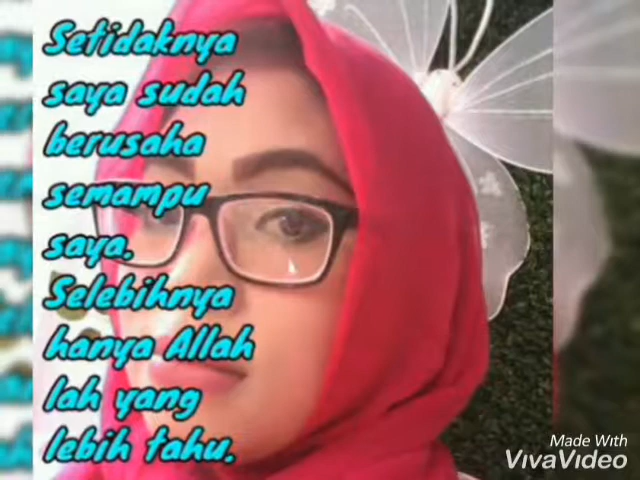 Setidaknya
saya sudah
berusaha
semampu
saya.
Selebihnya
hanya Allah
lah yang
lebih tahu.
Made With
VivaVideo